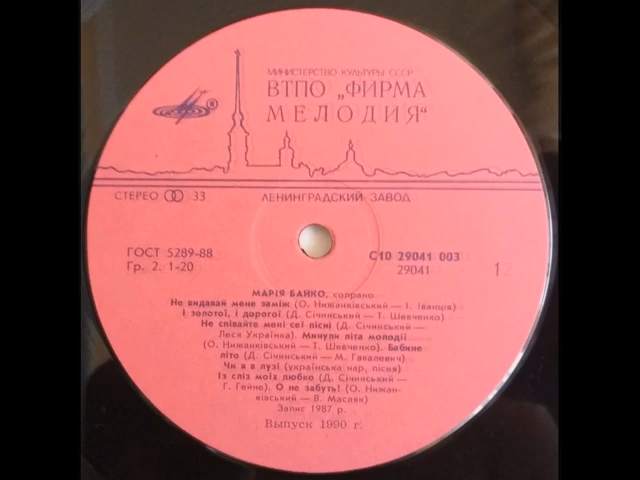 МИНИСТЕРСТВО КУЛЬТУРЫ СССР
ВТПО „ФИРМА
МЕЛОДИЯ“
®
СТЕРЕО 33
ЛЕНИНГРАДСКИЙ ЗАВОД
ГОСТ 5289-88
Гр. 2. 1-20
С10 29041 003
29041
1
МАРІЯ БАЙКО, сопрано
Не видавай мене заміж (О. Нижанківський — І. Іванція)
І золотої, і дорогої (Д. Січинський — Т. Шевченко)
Не співайте мені сеї пісні (Д. Січинський —
Леся Українка). Минули літа молодії
(О. Нижанківський — Т. Шевченко). Бабине
літо (Д. Січинський — М. Гавалевич)
Чи я в лузі (українська нар. пісня)
Із сліз моїх любко (Д. Січинський —
Г. Гейне). О не забуть! (О. Нижан-
ківський — В. Масляк)
Запис 1987 р.
Выпуск 1990 г.